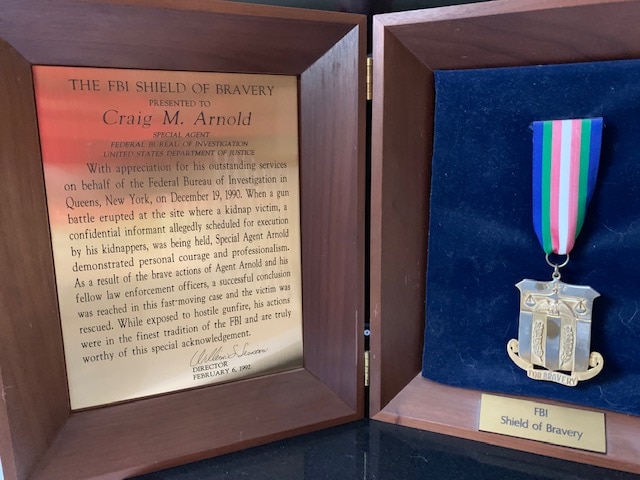 THE FBI SHIELD OF BRAVERY
PRESENTED TO
Craig M. Arnold
SPECIAL AGENT
FEDERAL BUREAU OF INVESTIGATION
UNITED STATES DEPARTMENT OF JUSTICE
With appreciation for his outstanding services
on behalf of the Federal Bureau of Investigation in
Queens, New York, on December 19, 1990. When a gun
battle erupted at the site where a kidnap victim, a
confidential informant allegedly scheduled for execution
by his kidnappers, was being held, Special Agent Arnold
demonstrated personal courage and professionalism.
As a result of the brave actions of Agent Arnold and his
fellow law enforcement officers, a successful conclusion
was reached in this fast-moving case and the victim was
rescued. While exposed to hostile gunfire, his actions
were in the finest tradition of the FBI and are truly
worthy of this special acknowledgement.
William S. Sessions
DIRECTOR
FEBRUARY 6, 1992
FOR BRAVERY
FBI
Shield of Bravery